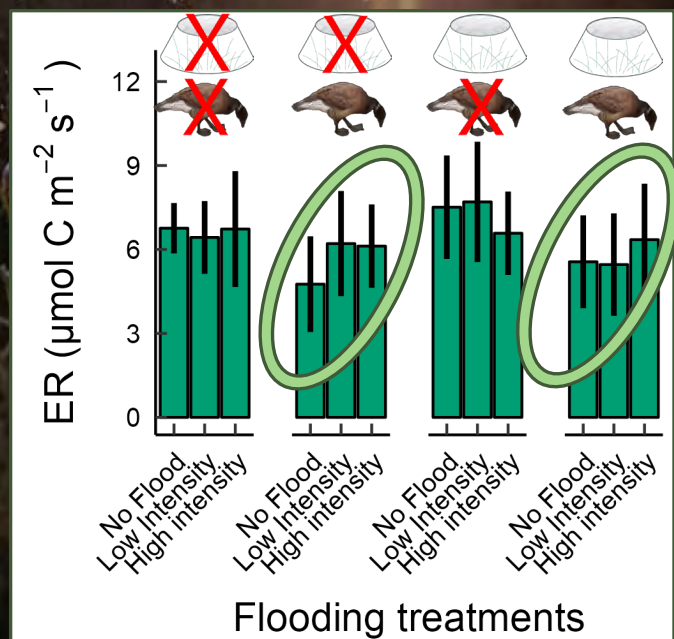 ER (µmol C m⁻² s⁻¹)
12
9
6
3
0
No Flood
Low Intensity
High intensity
No Flood
Low Intensity
High intensity
No Flood
Low Intensity
High intensity
No Flood
Low Intensity
High intensity
Flooding treatments